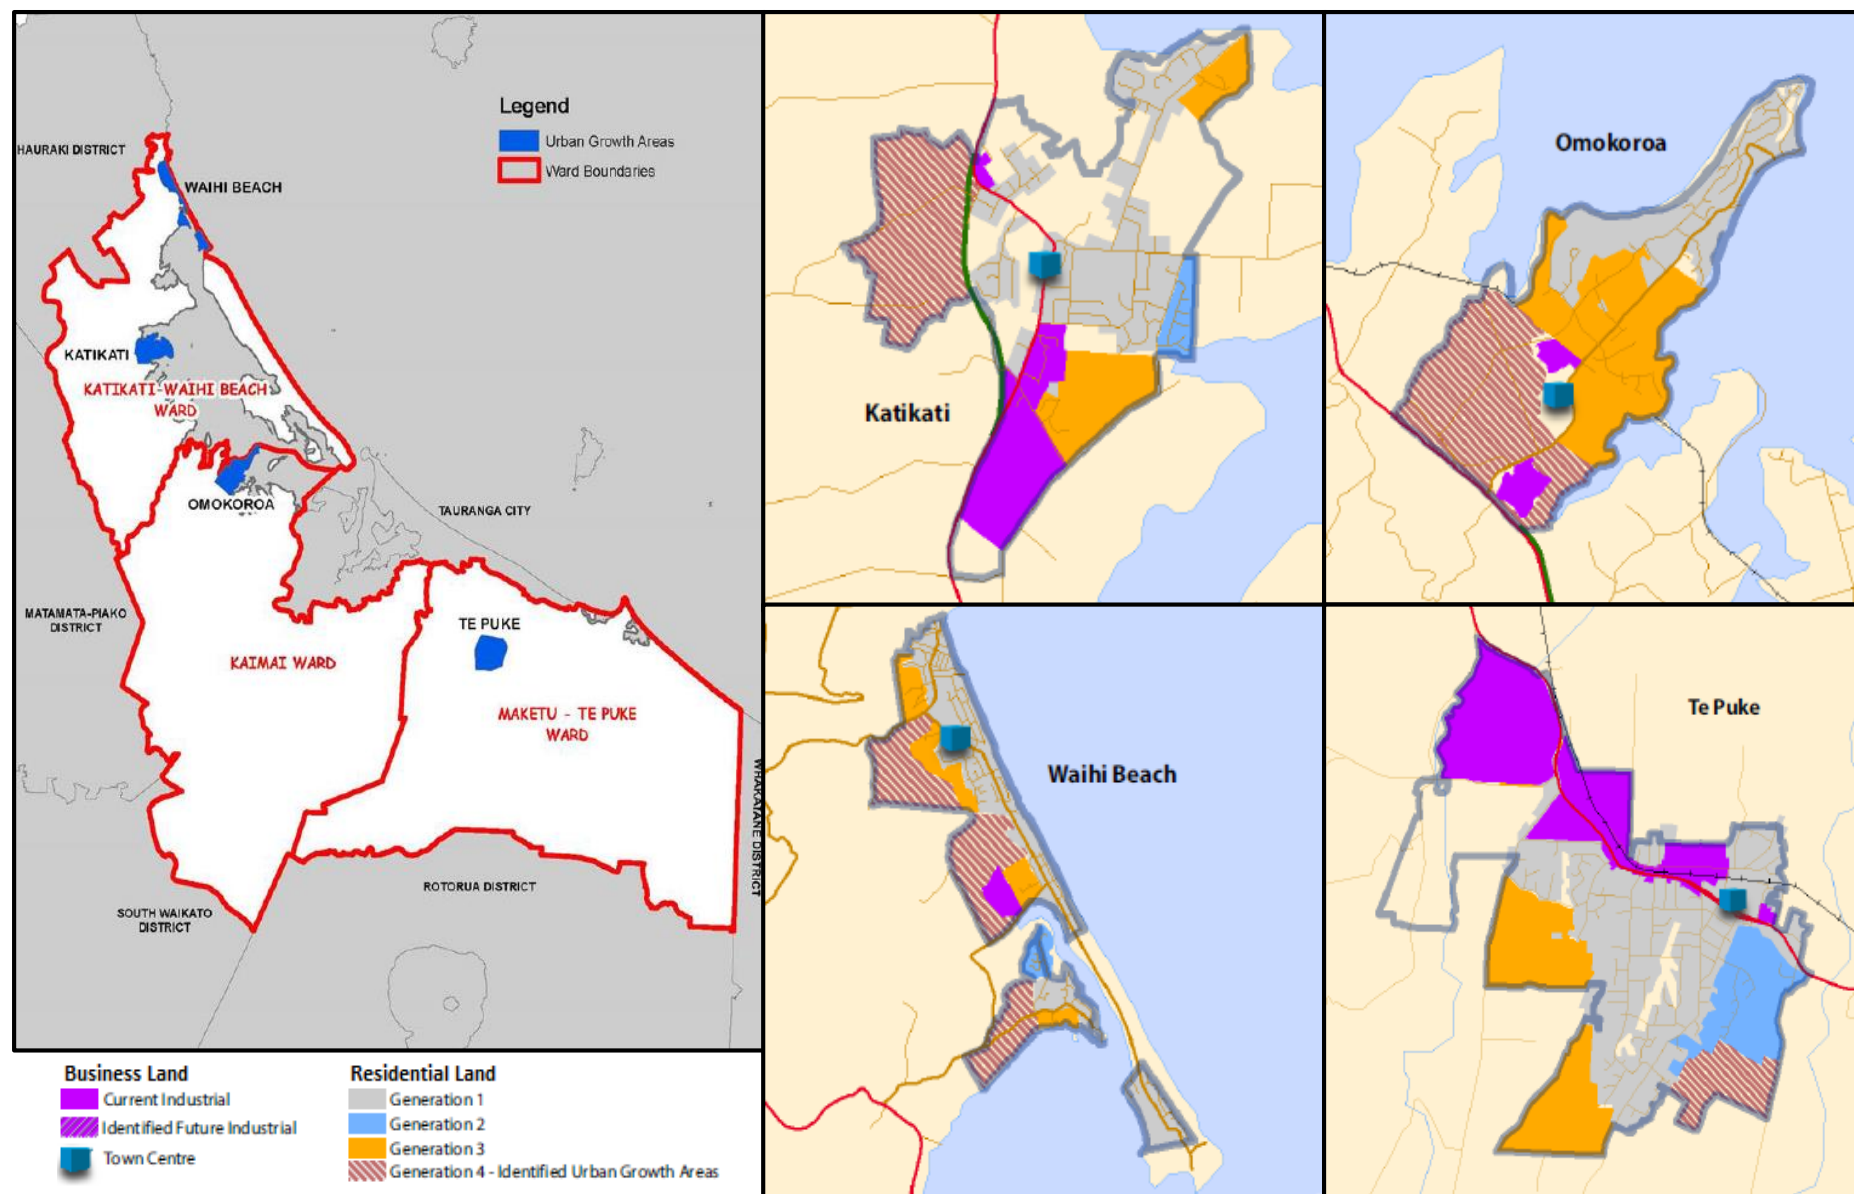 Legend
Urban Growth Areas
Ward Boundaries
HAURAKI DISTRICT
WAIHI BEACH
KATIKATI
KATIKATI-WAIHI BEACH
WARD
OMOKOROA
TAURANGA CITY
MATAMATA-PIAKO
DISTRICT
TE PUKE
KAIMAI WARD
MAKETU - TE PUKE
WARD
WHAKATANE DISTRICT
ROTORUA DISTRICT
SOUTH WAIKATO
DISTRICT
Katikati
Omokoroa
Waihi Beach
Te Puke
Business Land
Current Industrial
Identified Future Industrial
Town Centre
Residential Land
Generation 1
Generation 2
Generation 3
Generation 4 - Identified Urban Growth Areas